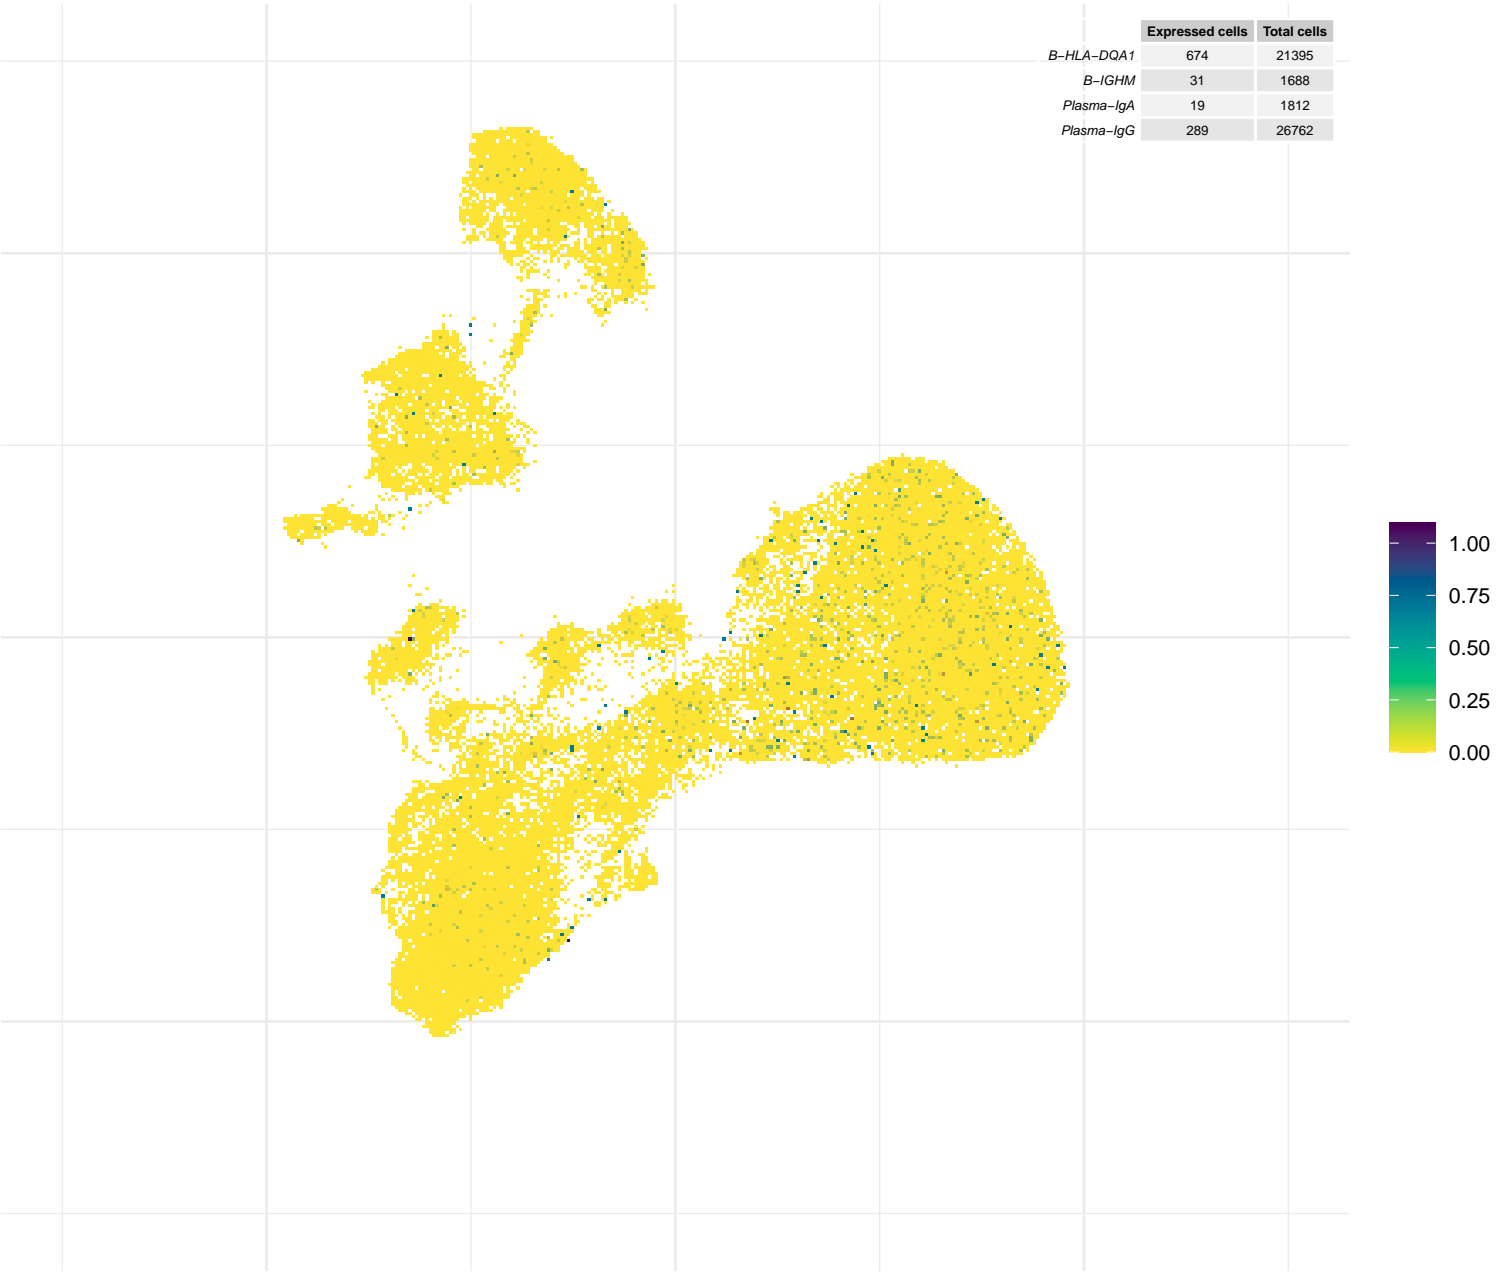 Expressed cells Total cells
B−HLA−DQA1 674 21395
B−IGHM 31 1688
Plasma−IgA 19 1812
Plasma−IgG 289 26762
1.00
0.75
0.50
0.25
0.00